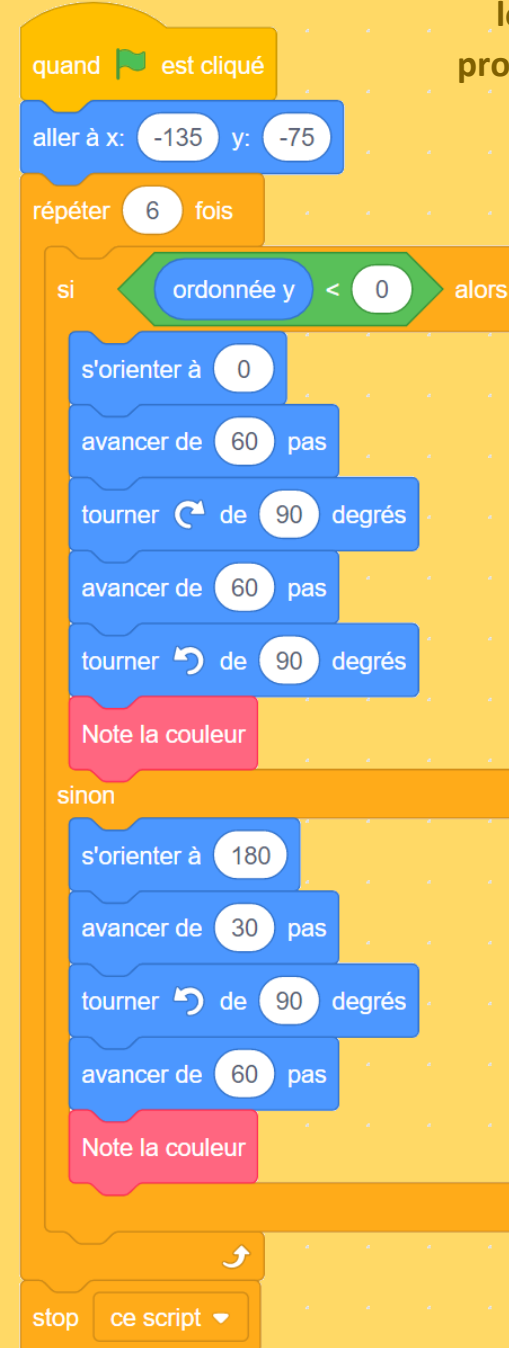 quand est cliqué
aller à x: -135 y: -75
répéter 6 fois
si ordonnée y < 0 alors
s'orienter à 0
avancer de 60 pas
tourner de 90 degrés
avancer de 60 pas
tourner de 90 degrés
Note la couleur
sinon
s'orienter à 180
avancer de 30 pas
tourner de 90 degrés
avancer de 60 pas
Note la couleur
stop ce script